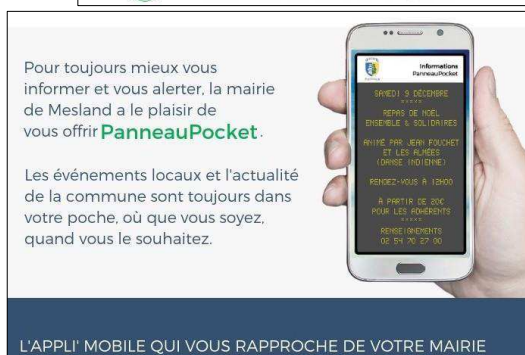 Pour toujours mieux vous
informer et vous alerter, la mairie
de Mesland a le plaisir de
vous offrir PanneauPocket.
Les événements locaux et l'actualité
de la commune sont toujours dans
votre poche, où que vous soyez,
quand vous le souhaitez.
Informations
PanneauPocket
SAMEDI 9 DÉCEMBRE
*****
REPAS DE NOËL
ENSEMBLE & SOLIDAIRES
ANIMÉ PAR JEAN FOUCHET
ET LES ALMÉES
(DANSE INDIENNE)
RENDEZ-VOUS À 12H00
À PARTIR DE 20€
POUR LES ADHÉRENTS
*****
RENSEIGNEMENTS
02 54 70 27 00
L'APPLI' MOBILE QUI VOUS RAPPROCHE DE VOTRE MAIRIE